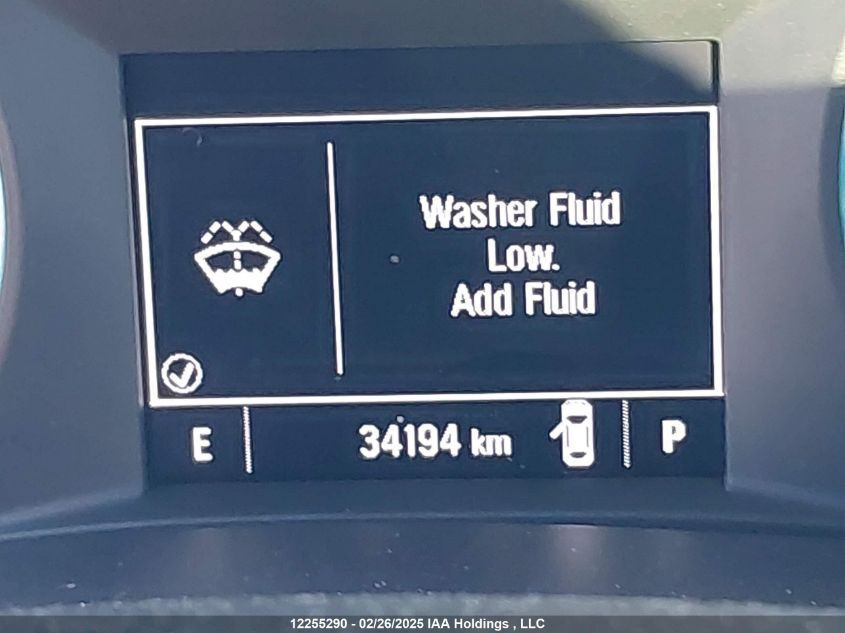 Washer Fluid
Low.
Add Fluid
E
34194 km
P
12255290 - 02/26/2025 IAA Holdings , LLC